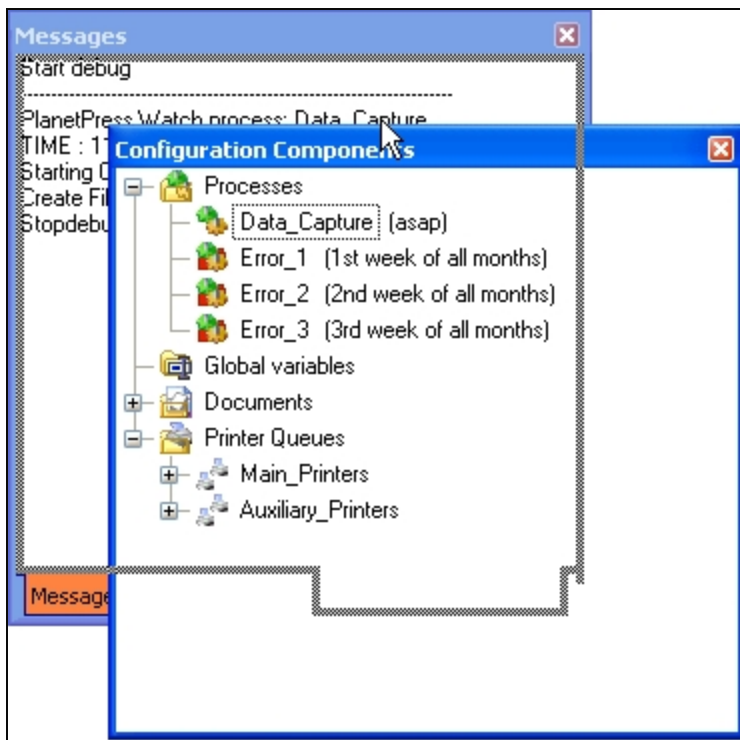 Messages
Start debug
PlanetPress Watch process: Data_Capture
TIME : 1
Starting
Create Fil
Stopdebu
Configuration Components
Processes
Data_Capture (asap)
Error_1 (1st week of all months)
Error_2 (2nd week of all months)
Error_3 (3rd week of all months)
Global variables
Documents
Printer Queues
Main_Printers
Auxiliary_Printers
Message